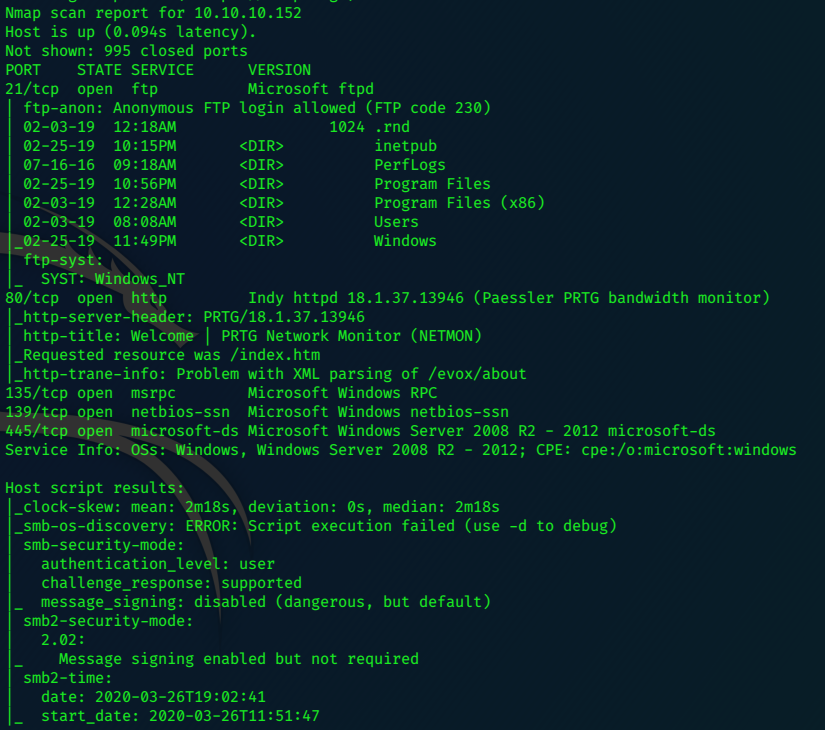 Nmap scan report for 10.10.10.152
Host is up (0.094s latency).
Not shown: 995 closed ports
PORT    STATE SERVICE      VERSION
21/tcp  open  ftp          Microsoft ftpd
| ftp-anon: Anonymous FTP login allowed (FTP code 230)
| 02-03-19  12:18AM                 1024 .rnd
| 02-25-19  10:15PM       <DIR>          inetpub
| 07-16-16  09:18AM       <DIR>          PerfLogs
| 02-25-19  10:56PM       <DIR>          Program Files
| 02-03-19  12:28AM       <DIR>          Program Files (x86)
| 02-03-19  08:08AM       <DIR>          Users
|_02-25-19  11:49PM       <DIR>          Windows
| ftp-syst:
|_  SYST: Windows_NT
80/tcp  open  http         Indy httpd 18.1.37.13946 (Paessler PRTG bandwidth monitor)
|_http-server-header: PRTG/18.1.37.13946
| http-title: Welcome | PRTG Network Monitor (NETMON)
|_Requested resource was /index.htm
|_http-trane-info: Problem with XML parsing of /evox/about
135/tcp open  msrpc        Microsoft Windows RPC
139/tcp open  netbios-ssn  Microsoft Windows netbios-ssn
445/tcp open  microsoft-ds Microsoft Windows Server 2008 R2 - 2012 microsoft-ds
Service Info: OSs: Windows, Windows Server 2008 R2 - 2012; CPE: cpe:/o:microsoft:windows

Host script results:
|_clock-skew: mean: 2m18s, deviation: 0s, median: 2m18s
|_smb-os-discovery: ERROR: Script execution failed (use -d to debug)
| smb-security-mode:
|   authentication_level: user
|   challenge_response: supported
|_  message_signing: disabled (dangerous, but default)
| smb2-security-mode:
|   2.02:
|_    Message signing enabled but not required
| smb2-time:
|   date: 2020-03-26T19:02:41
|_  start_date: 2020-03-26T11:51:47